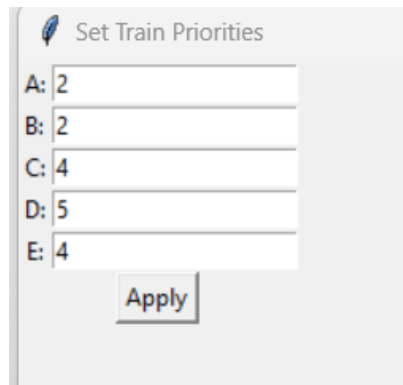 Set Train Priorities
A: 2
B: 2
C: 4
D: 5
E: 4
Apply